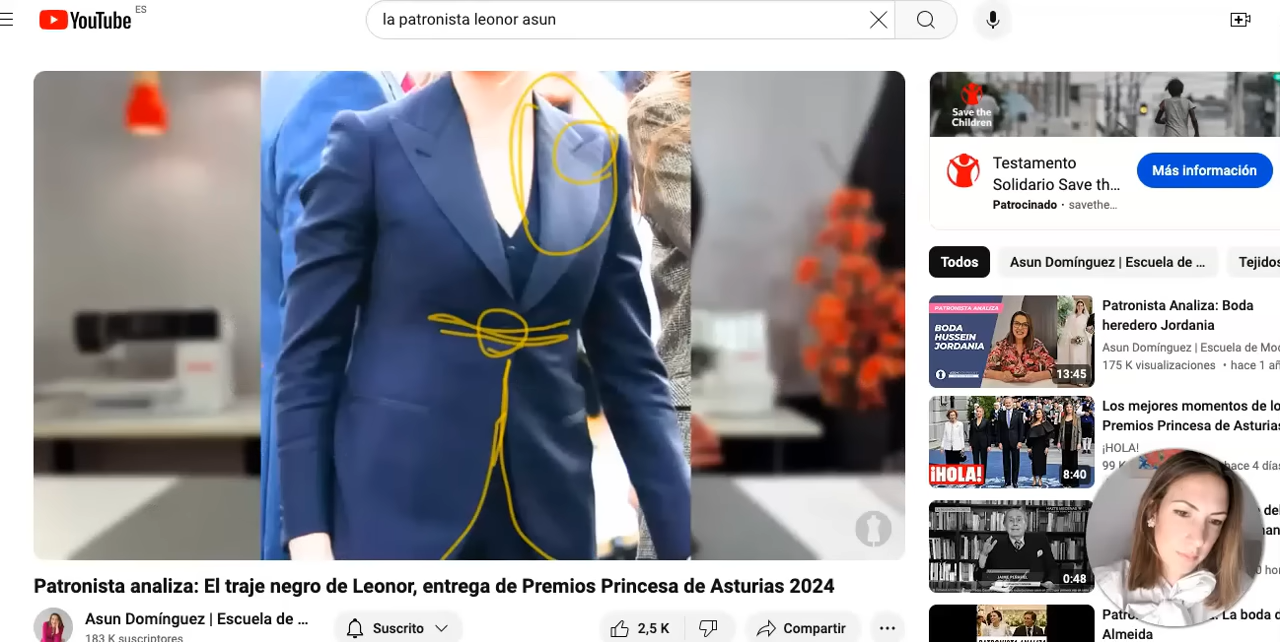 YouTube ES
la patronista leonor asun
Save the
Children
Testamento
Solidario Save th...
Patrocinado · savethe...
Más información
Todos
Asun Domínguez | Escuela de ...
Tejidos
PATRONISTA ANALIZA
BODA
HUSSEIN
JORDANIA
13:45
Patronista Analiza: Boda
heredero Jordania
Asun Domínguez | Escuela de Mod
175 K visualizaciones • hace 1 añ
¡HOLA!
8:40
Los mejores momentos de lo
Premios Princesa de Asturias
¡HOLA!
99 K
hace 4 días
0:48
La boda d
Almeida
Patronista analiza: El traje negro de Leonor, entrega de Premios Princesa de Asturias 2024
Asun Domínguez | Escuela de ...
183 K suscriptores
Suscrito
2,5 K
Compartir